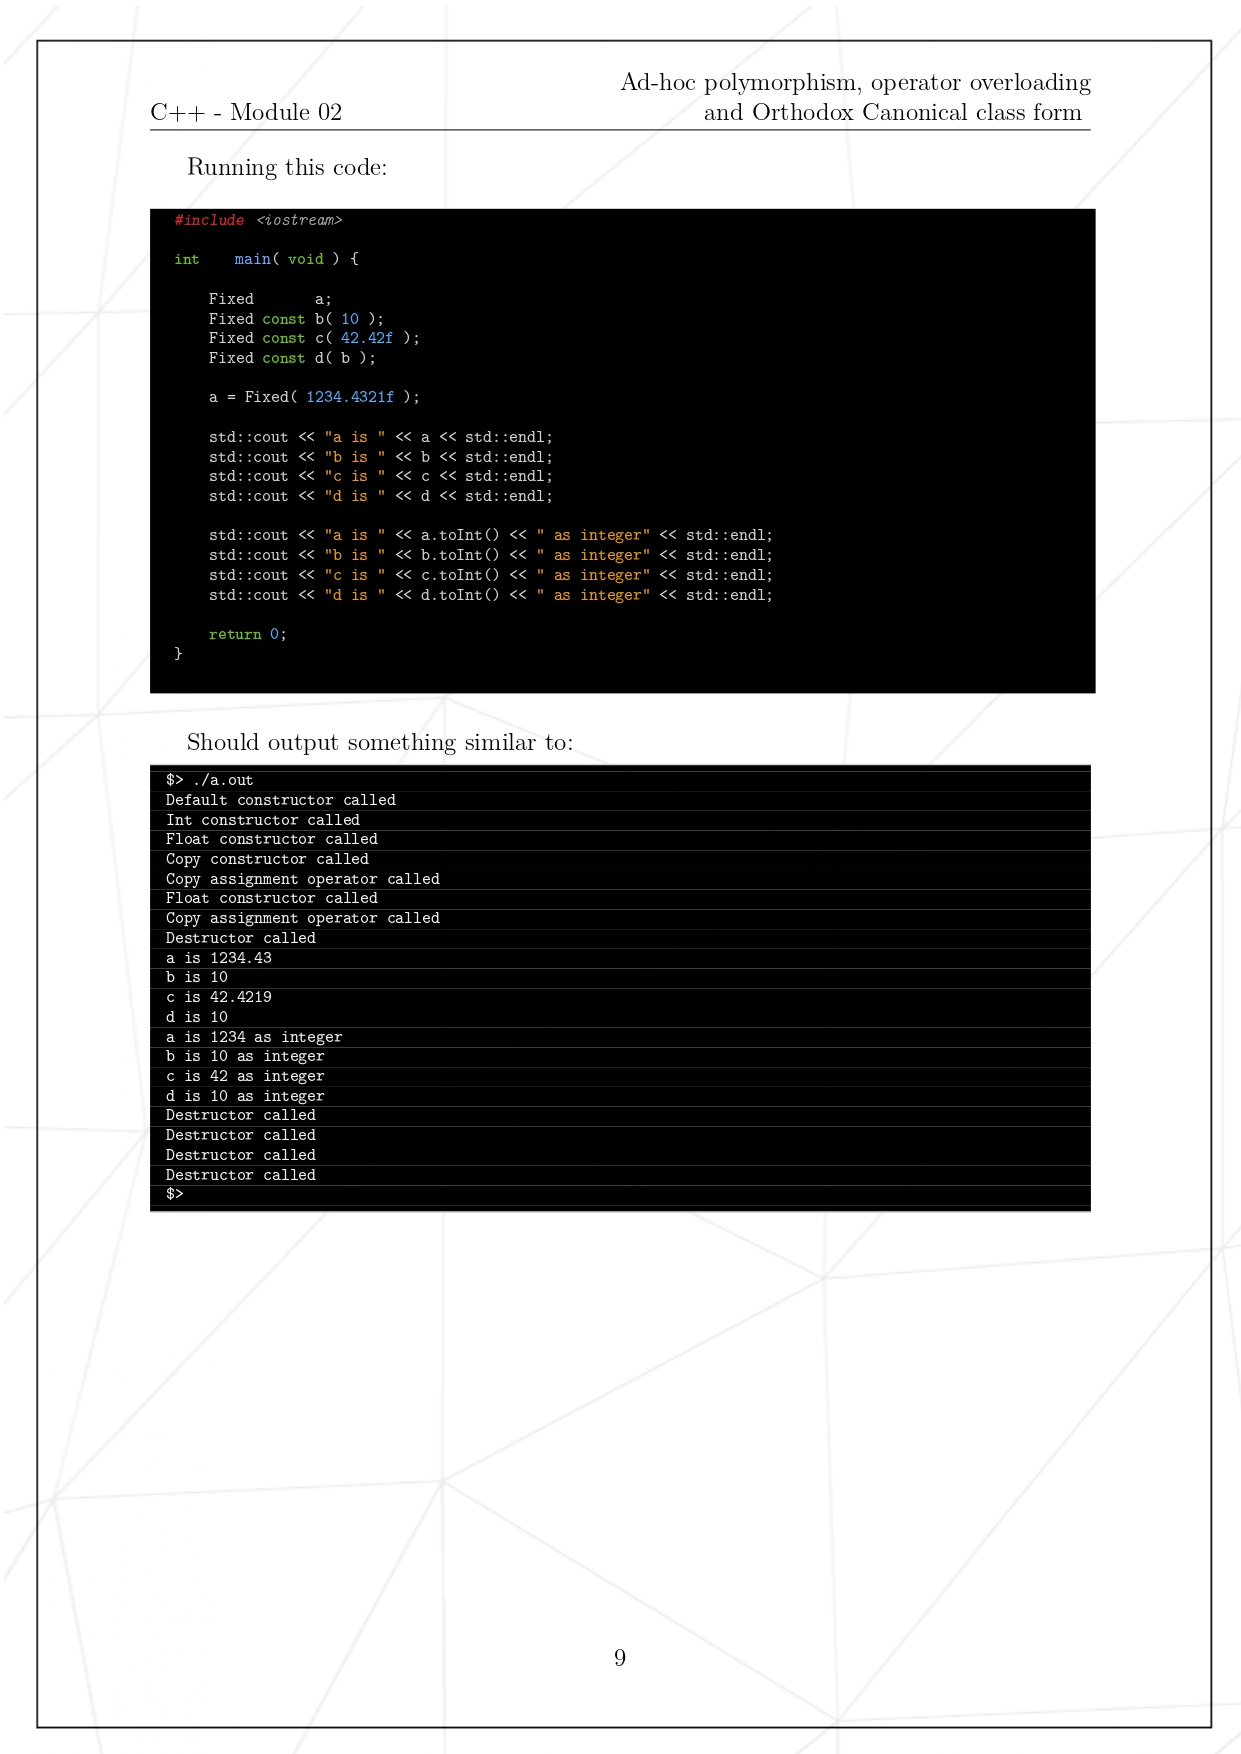 Ad-hoc polymorphism, operator overloading
C++ - Module 02 and Orthodox Canonical class form
Running this code:
#include <iostream>
int main( void ) {
Fixed a;
Fixed const b( 10 );
Fixed const c( 42.42f );
Fixed const d( b );
a = Fixed( 1234.4321f );
std::cout << "a is " << a << std::endl;
std::cout << "b is " << b << std::endl;
std::cout << "c is " << c << std::endl;
std::cout << "d is " << d << std::endl;
std::cout << "a is " << a.toInt() << " as integer" << std::endl;
std::cout << "b is " << b.toInt() << " as integer" << std::endl;
std::cout << "c is " << c.toInt() << " as integer" << std::endl;
std::cout << "d is " << d.toInt() << " as integer" << std::endl;
return 0;
}
Should output something similar to:
$> ./a.out
Default constructor called
Int constructor called
Float constructor called
Copy constructor called
Copy assignment operator called
Float constructor called
Copy assignment operator called
Destructor called
a is 1234.43
b is 10
c is 42.4219
d is 10
a is 1234 as integer
b is 10 as integer
c is 42 as integer
d is 10 as integer
Destructor called
Destructor called
Destructor called
Destructor called
$>
9